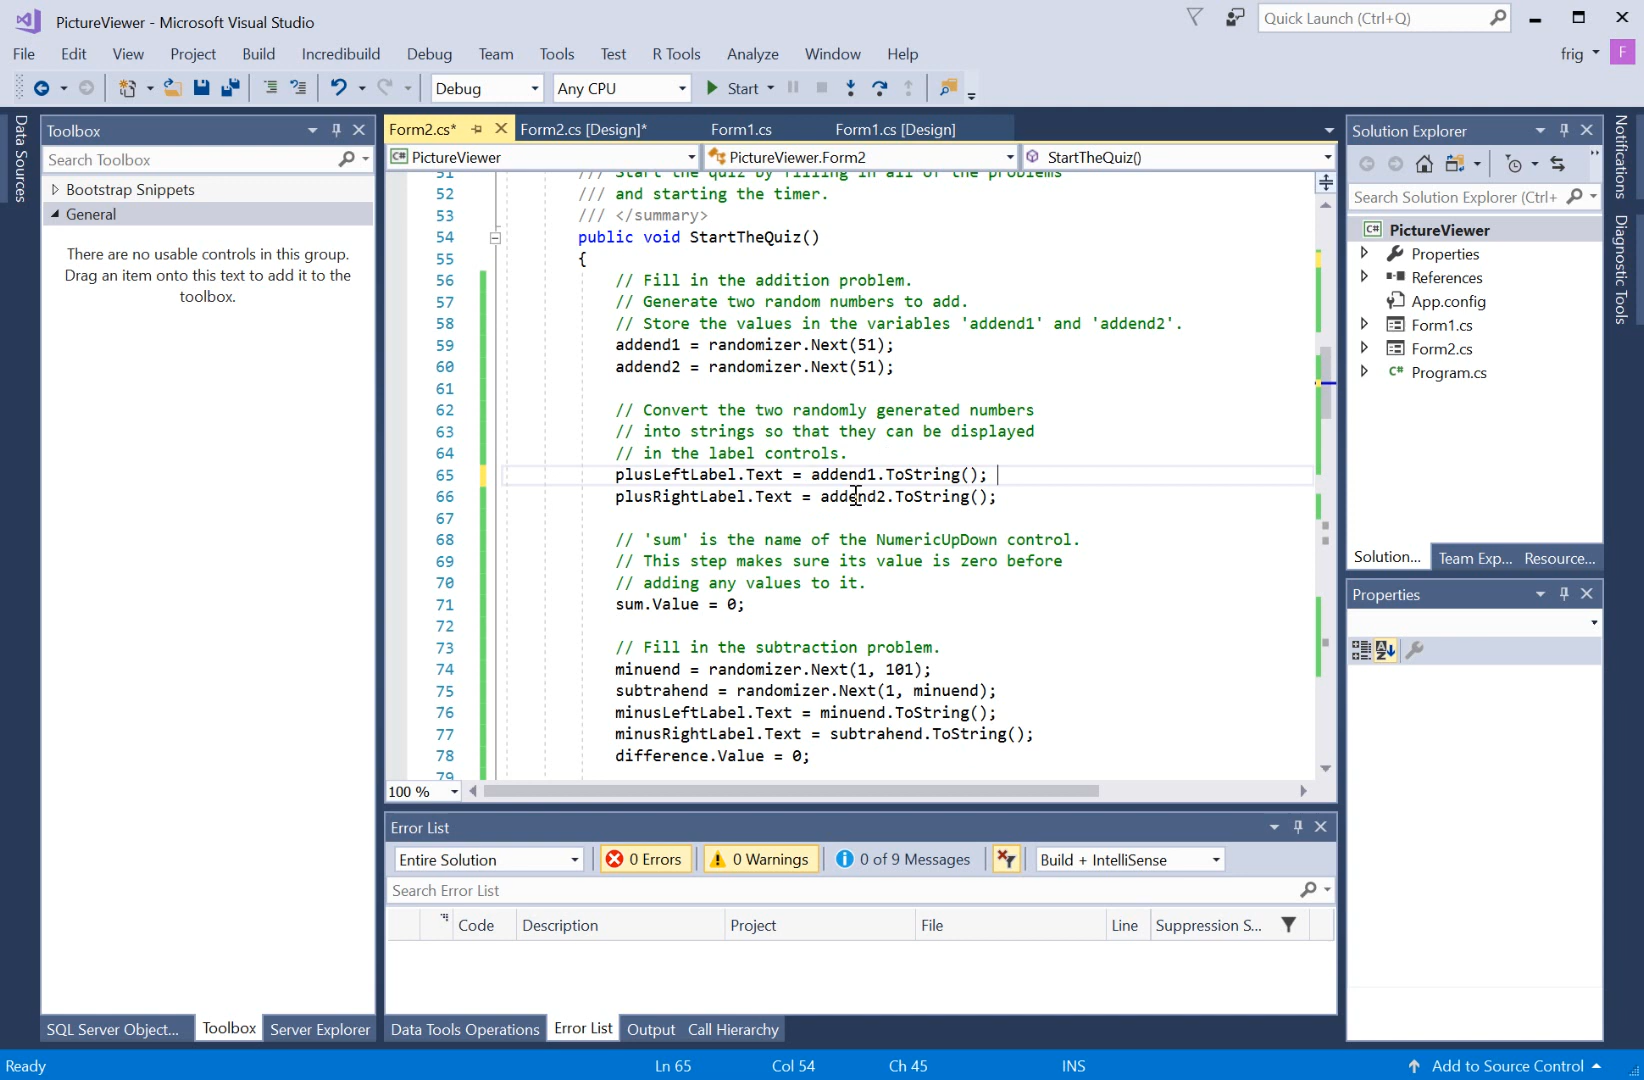 PictureViewer - Microsoft Visual Studio
Quick Launch (Ctrl+Q)
File Edit View Project Build Incredibuild Debug Team Tools Test R Tools Analyze Window Help
frig F
Debug Any CPU Start
Data Sources
Toolbox
Search Toolbox
Bootstrap Snippets
General
There are no usable controls in this group.
Drag an item onto this text to add it to the
toolbox.
SQL Server Object... Toolbox Server Explorer
Form2.cs* Form2.cs [Design]* Form1.cs Form1.cs [Design]
C# PictureViewer PictureViewer.Form2 StartTheQuiz()
51 /// Start the quiz by filling in all of the problems
52 /// and starting the timer.
53 /// </summary>
54 public void StartTheQuiz()
55 {
56 // Fill in the addition problem.
57 // Generate two random numbers to add.
58 // Store the values in the variables 'addend1' and 'addend2'.
59 addend1 = randomizer.Next(51);
60 addend2 = randomizer.Next(51);
61
62 // Convert the two randomly generated numbers
63 // into strings so that they can be displayed
64 // in the label controls.
65 plusLeftLabel.Text = addend1.ToString();
66 plusRightLabel.Text = addend2.ToString();
67
68 // 'sum' is the name of the NumericUpDown control.
69 // This step makes sure its value is zero before
70 // adding any values to it.
71 sum.Value = 0;
72
73 // Fill in the subtraction problem.
74 minuend = randomizer.Next(1, 101);
75 subtrahend = randomizer.Next(1, minuend);
76 minusLeftLabel.Text = minuend.ToString();
77 minusRightLabel.Text = subtrahend.ToString();
78 difference.Value = 0;
79
100 %
Error List
Entire Solution 0 Errors 0 Warnings 0 of 9 Messages Build + IntelliSense
Search Error List
Code Description Project File Line Suppression S...
Data Tools Operations Error List Output Call Hierarchy
Solution Explorer
Search Solution Explorer (Ctrl+
C# PictureViewer
Properties
References
App.config
Form1.cs
Form2.cs
C# Program.cs
Solution... Team Exp... Resource...
Properties
Notifications
Diagnostic Tools
Ready Ln 65 Col 54 Ch 45 INS Add to Source Control